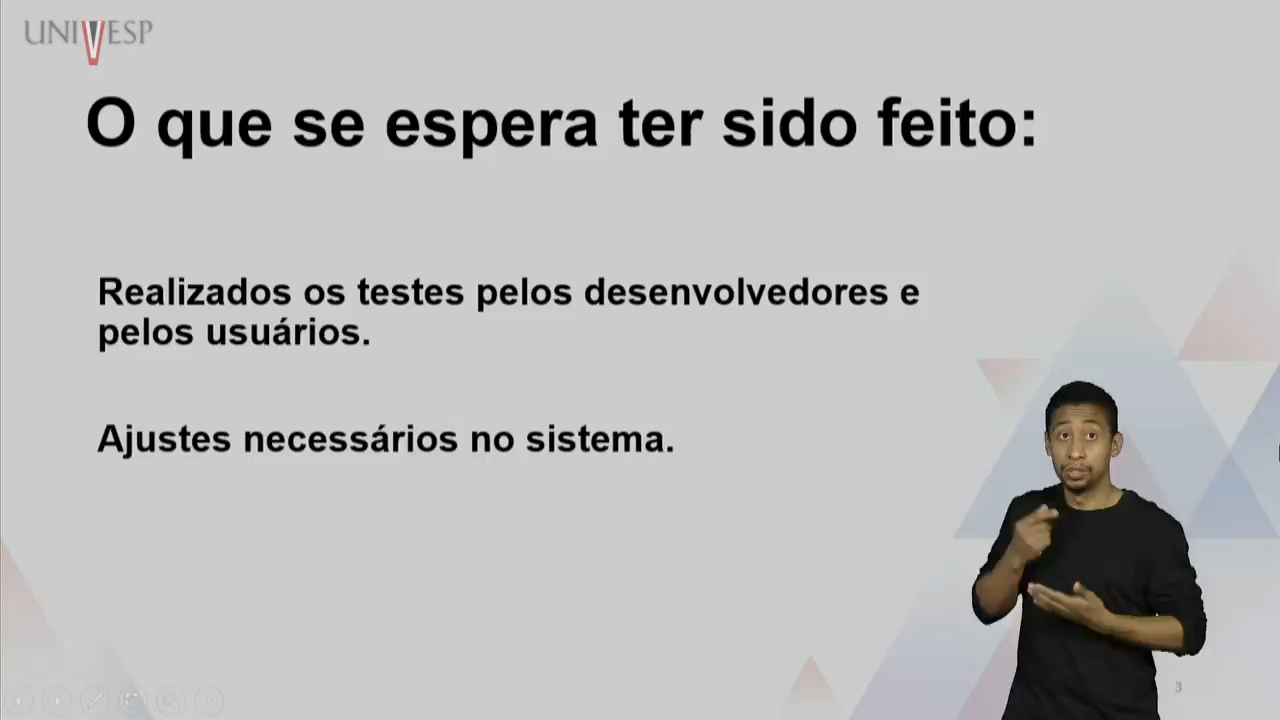 UNIVESP
O que se espera ter sido feito:
Realizados os testes pelos desenvolvedores e
pelos usuários.
Ajustes necessários no sistema.
3